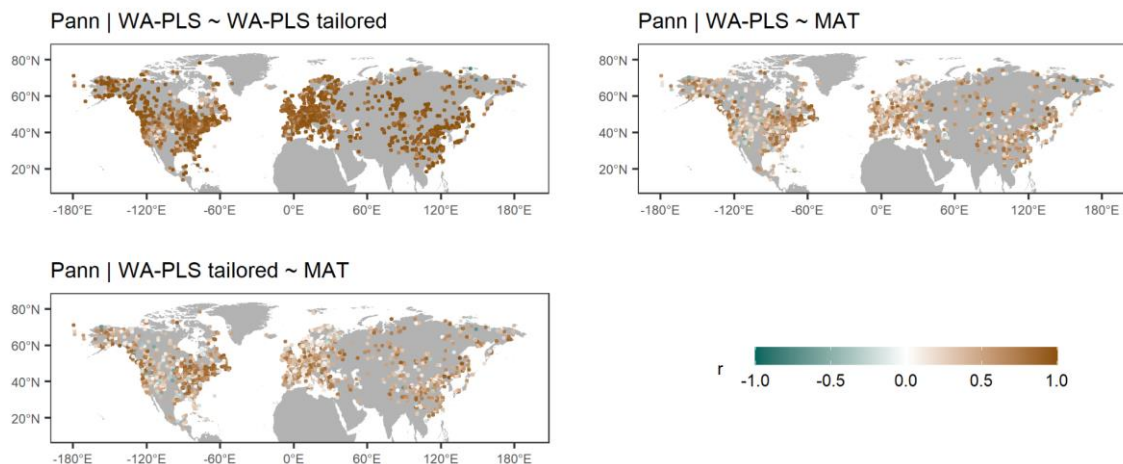 Pann | WA-PLS ~ WA-PLS tailored
80°N
60°N
40°N
20°N
-180°E -120°E -60°E 0°E 60°E 120°E 180°E
Pann | WA-PLS ~ MAT
80°N
60°N
40°N
20°N
-180°E -120°E -60°E 0°E 60°E 120°E 180°E
Pann | WA-PLS tailored ~ MAT
80°N
60°N
40°N
20°N
-180°E -120°E -60°E 0°E 60°E 120°E 180°E
r
-1.0 -0.5 0.0 0.5 1.0